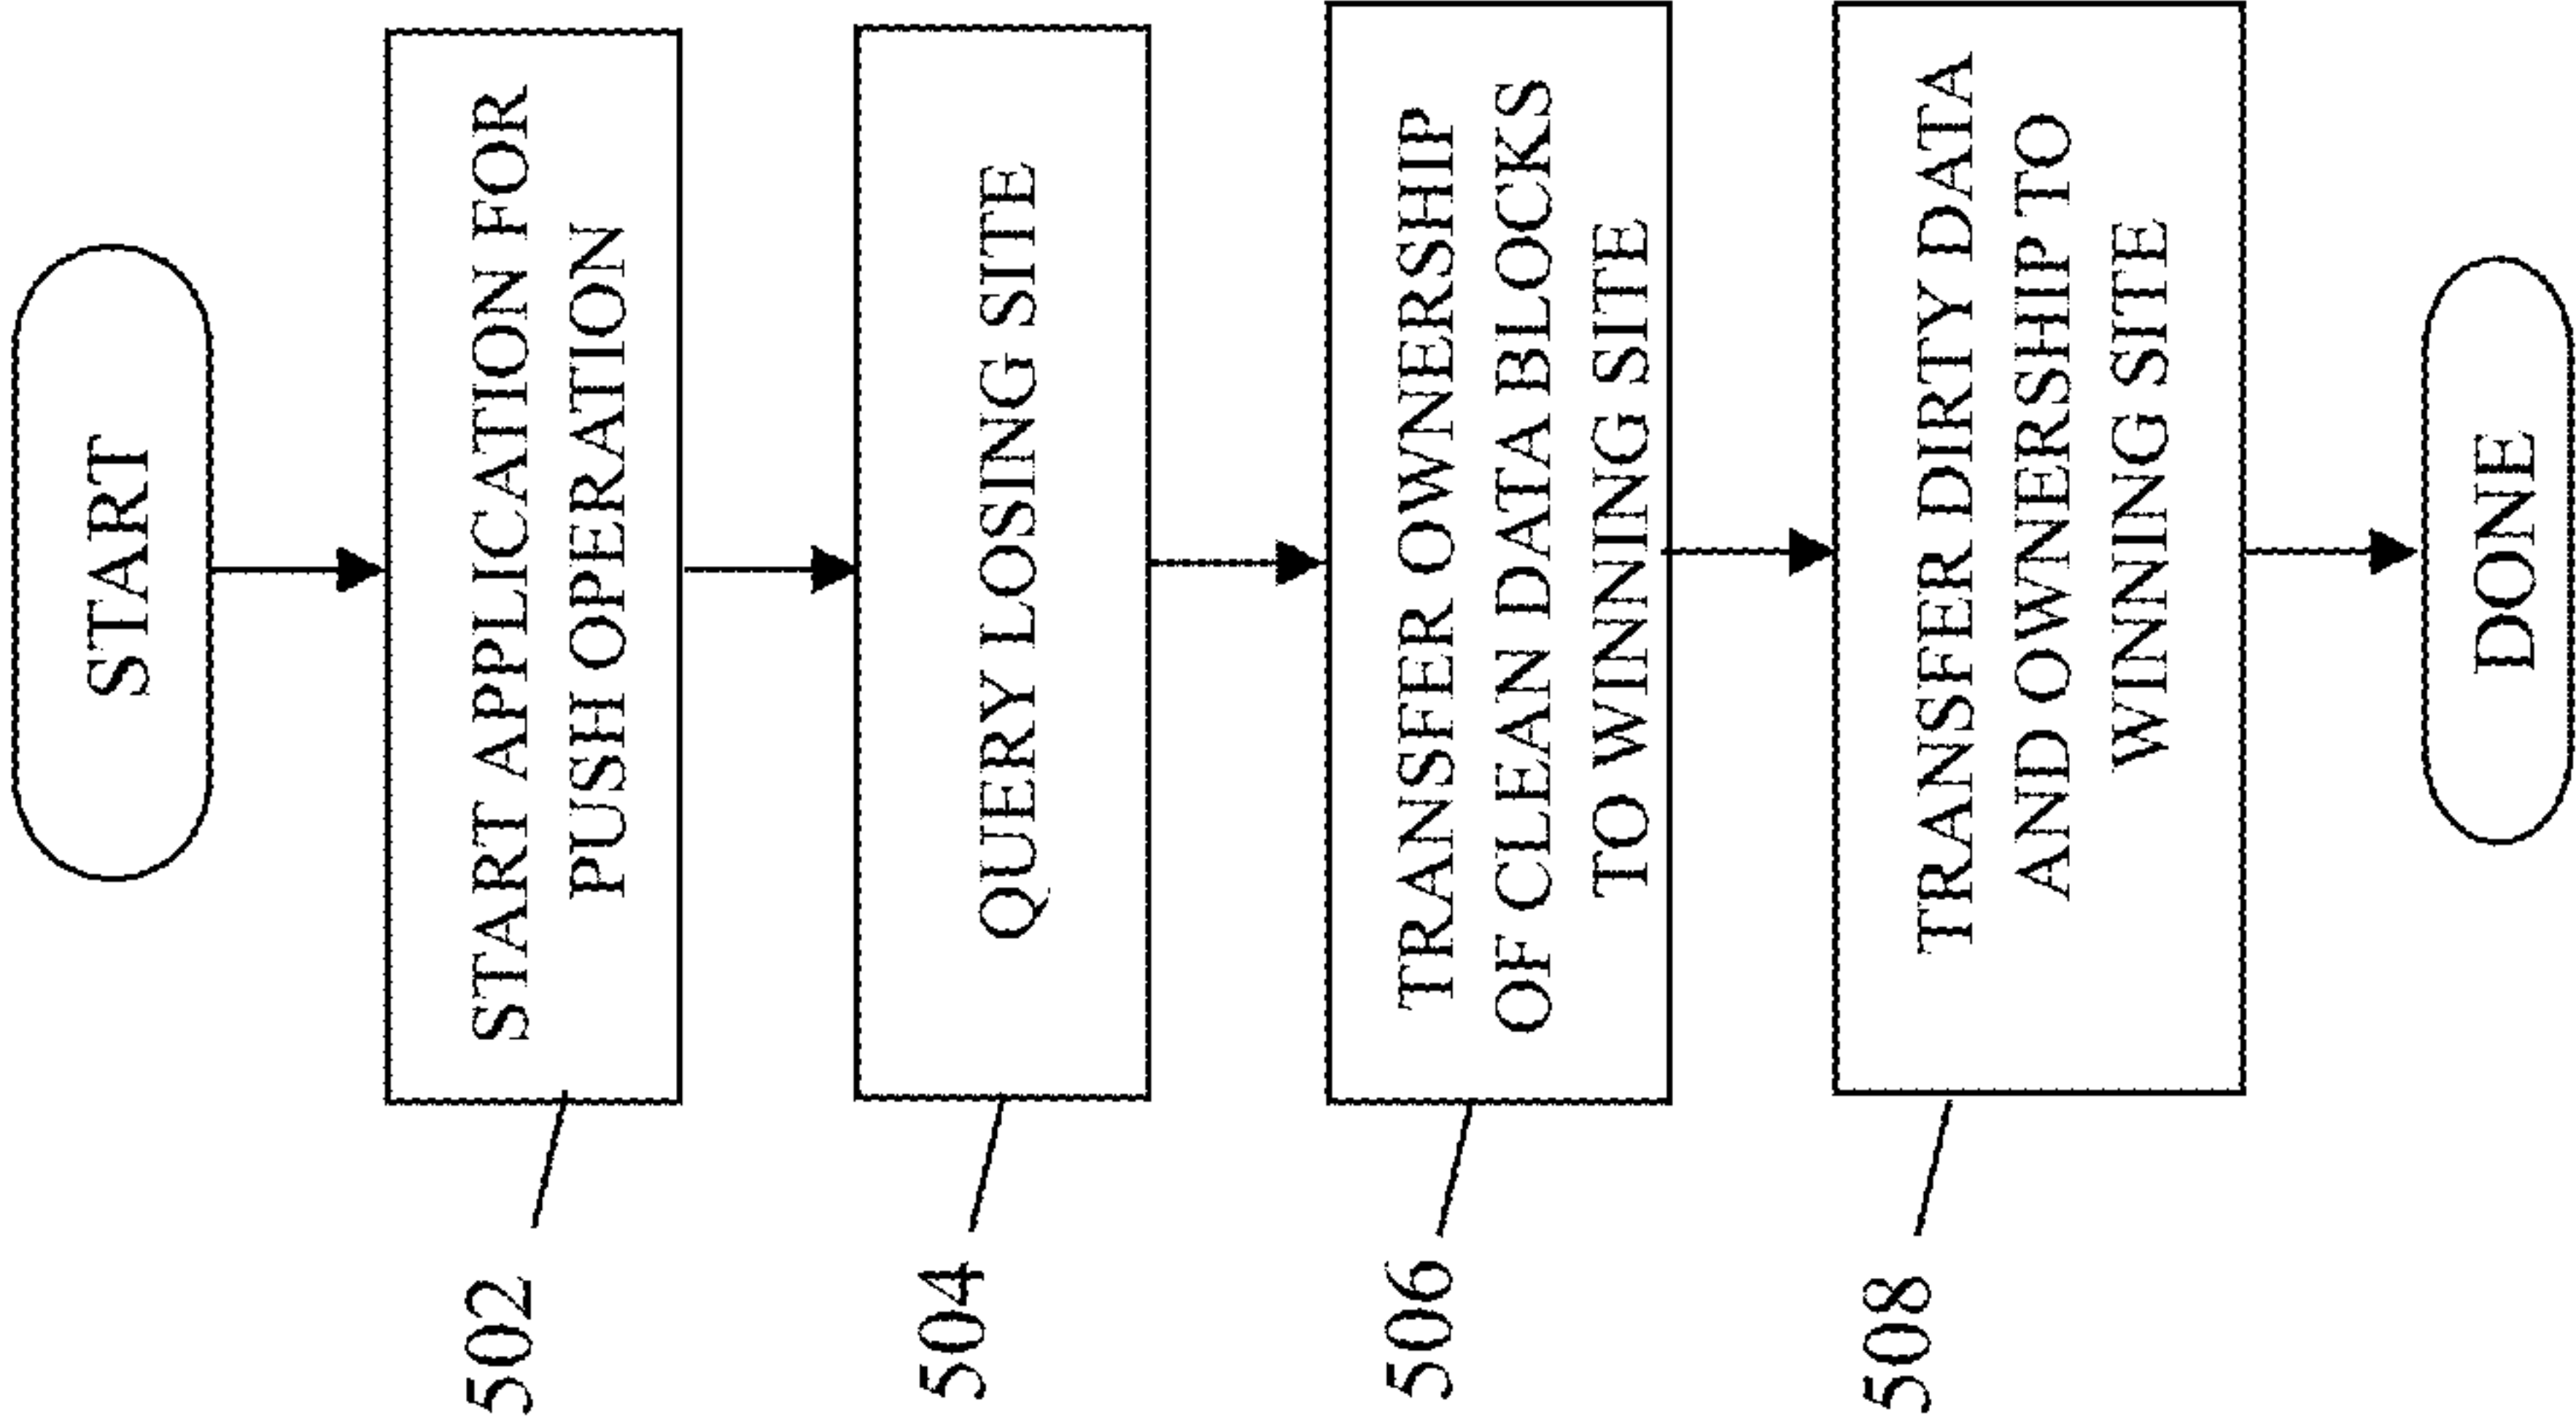 START
START APPLICATION FOR
PUSH OPERATION
502
QUERY LOSING SITE
504
TRANSFER OWNERSHIP
OF CLEAN DATA BLOCKS
TO WINNING SITE
506
TRANSFER DIRTY DATA
AND OWNERSHIP TO
WINNING SITE
508
DONE